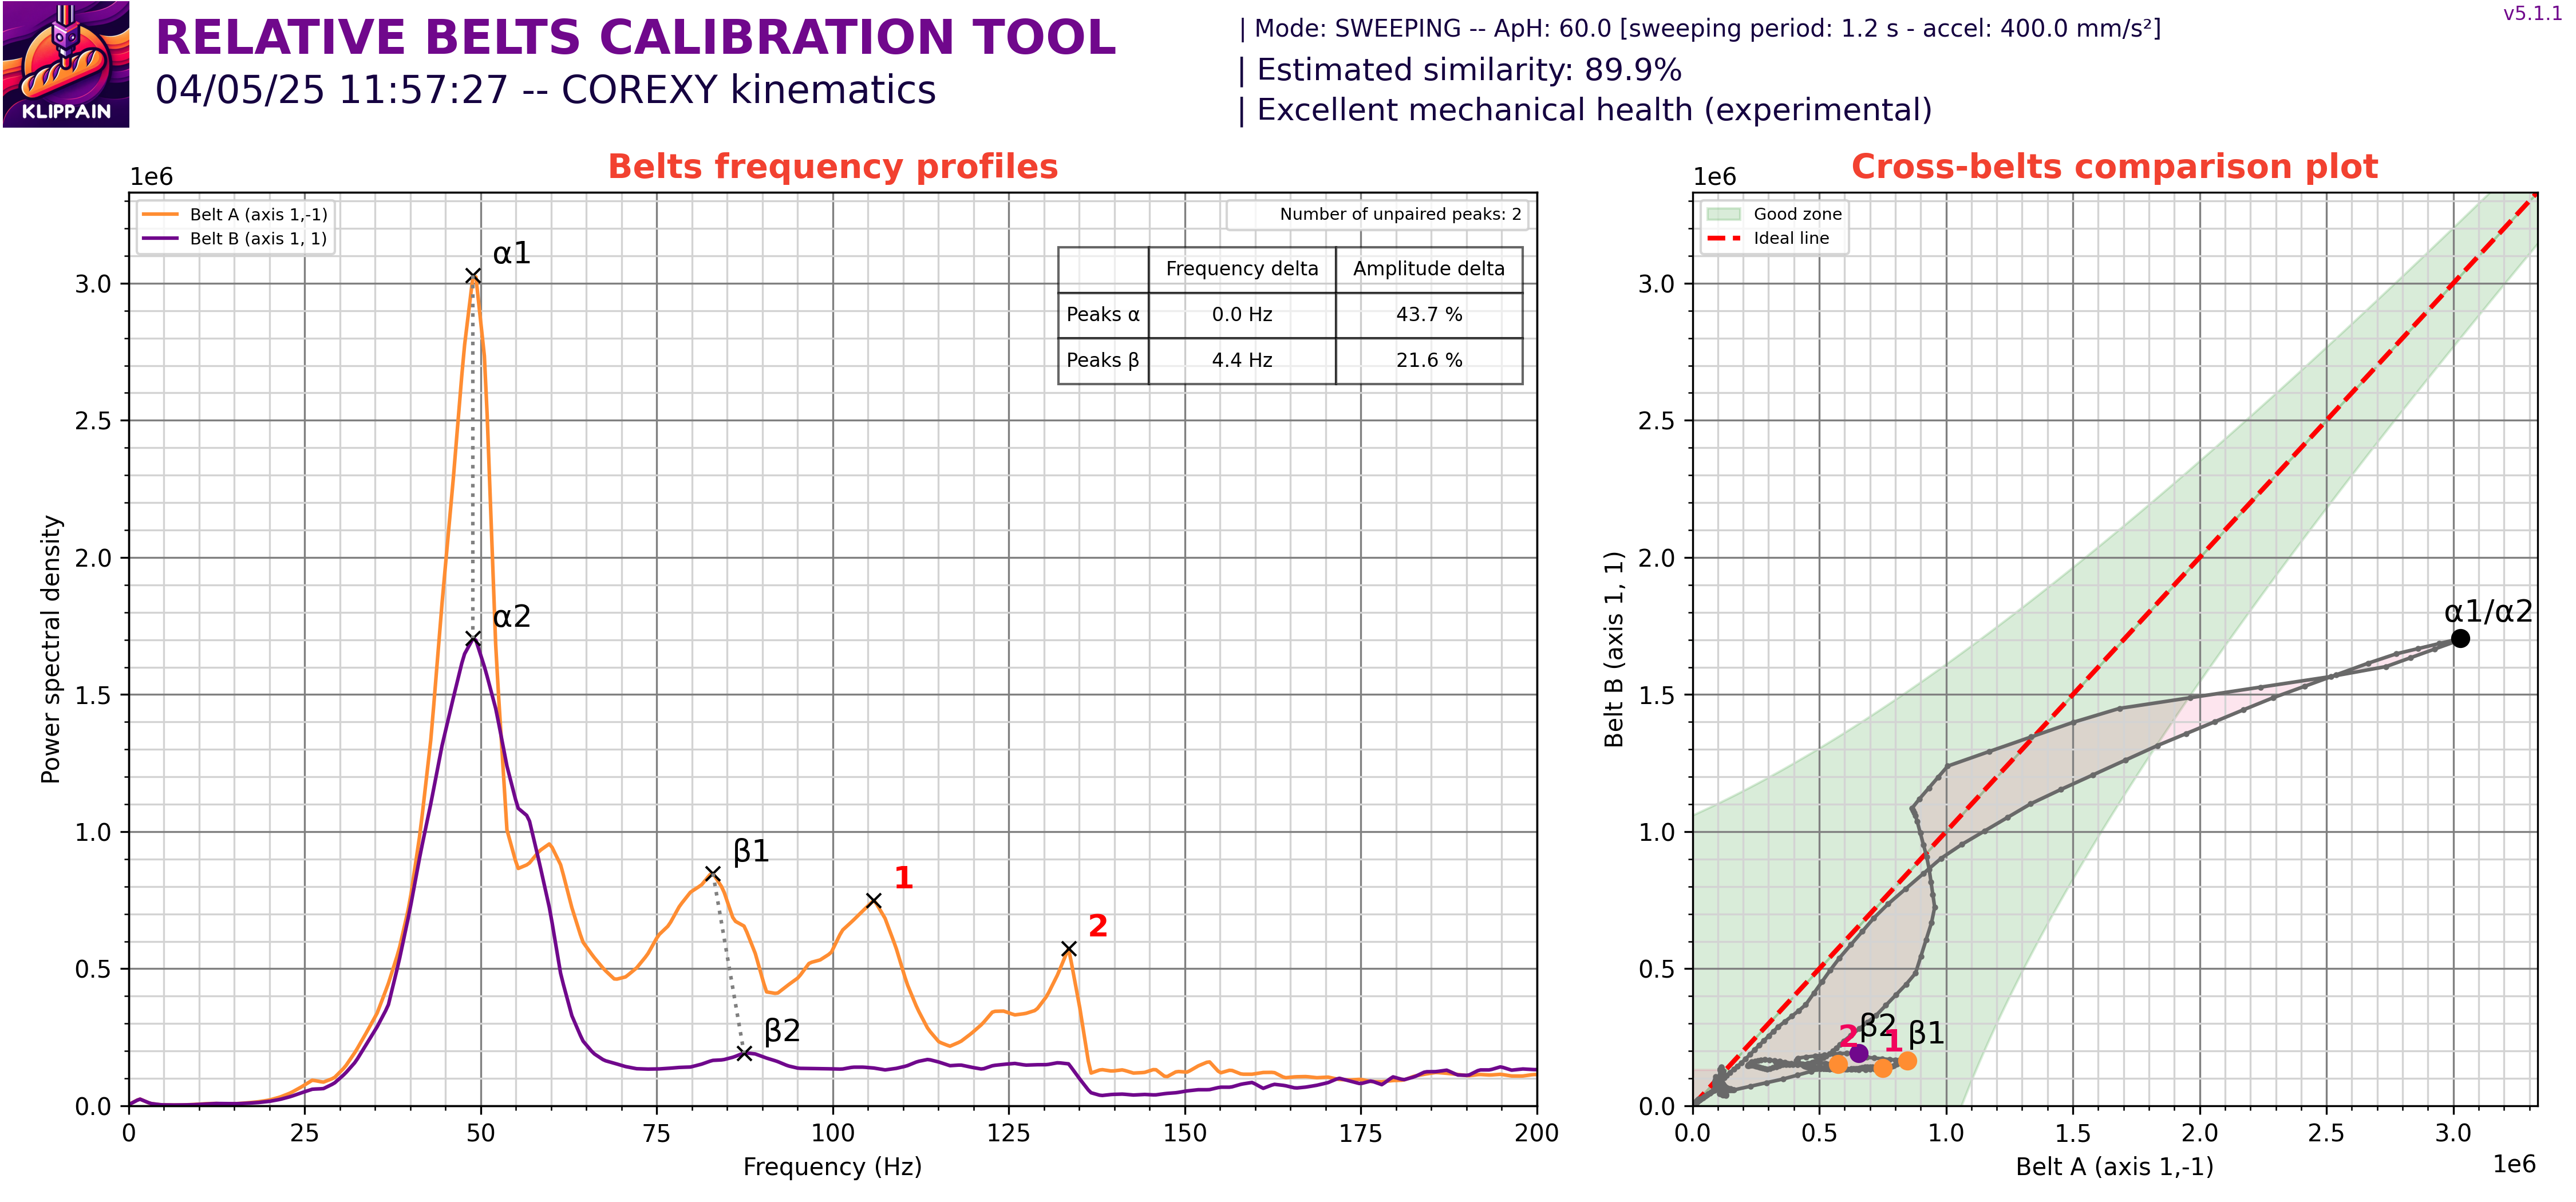 KLIPPAIN
RELATIVE BELTS CALIBRATION TOOL
04/05/25 11:57:27 -- COREXY kinematics
| Mode: SWEEPING -- ApH: 60.0 [sweeping period: 1.2 s - accel: 400.0 mm/s²]
| Estimated similarity: 89.9%
| Excellent mechanical health (experimental)
v5.1.1
Belts frequency profiles
1e6
Belt A (axis 1,-1)
Belt B (axis 1, 1)
Number of unpaired peaks: 2
Frequency delta Amplitude delta
Peaks α 0.0 Hz 43.7 %
Peaks β 4.4 Hz 21.6 %
α1
α2
β1
β2
1
2
3.0
2.5
2.0
1.5
1.0
0.5
0.0
Power spectral density
0 25 50 75 100 125 150 175 200
Frequency (Hz)
Cross-belts comparison plot
1e6
Good zone
Ideal line
α1/α2
2 β2 1 β1
3.0
2.5
2.0
1.5
1.0
0.5
0.0
Belt B (axis 1, 1)
0.0 0.5 1.0 1.5 2.0 2.5 3.0
Belt A (axis 1,-1)
1e6